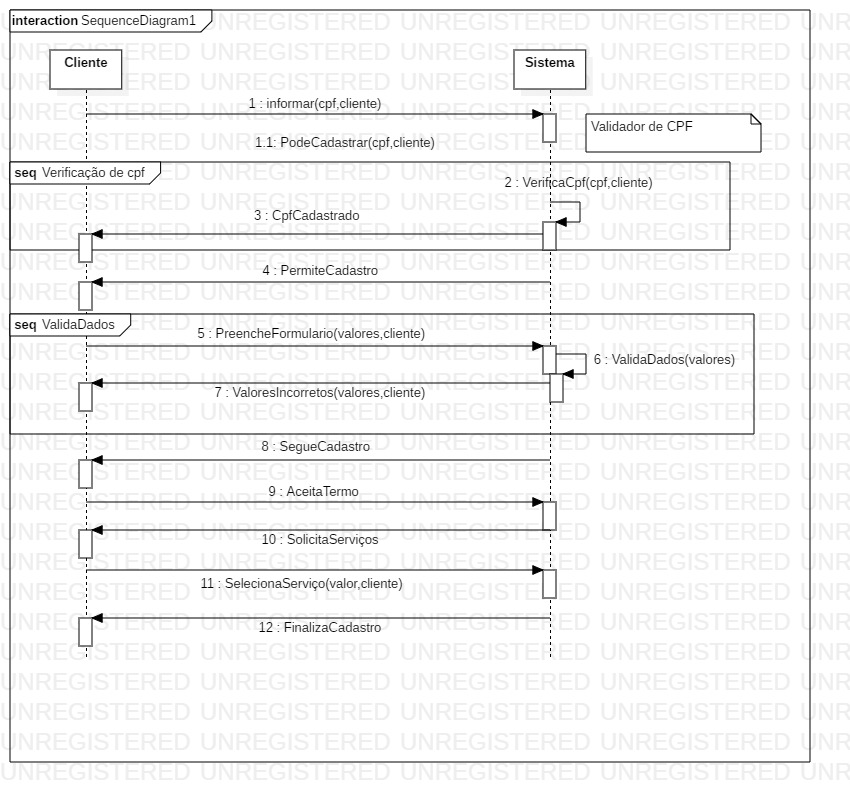 interaction SequenceDiagram1
Cliente
Sistema
1 : informar(cpf,cliente)
Validador de CPF
1.1: PodeCadastrar(cpf,cliente)
seq Verificação de cpf
2 : VerificaCpf(cpf,cliente)
3 : CpfCadastrado
4 : PermiteCadastro
seq ValidaDados
5 : PreencheFormulario(valores,cliente)
6 : ValidaDados(valores)
7 : ValoresIncorretos(valores,cliente)
8 : SegueCadastro
9 : AceitaTermo
10 : SolicitaServiços
11 : SelecionaServiço(valor,cliente)
12 : FinalizaCadastro
UNREGISTERED UNREGISTERED UNREGISTERED UNREGISTERED UNR